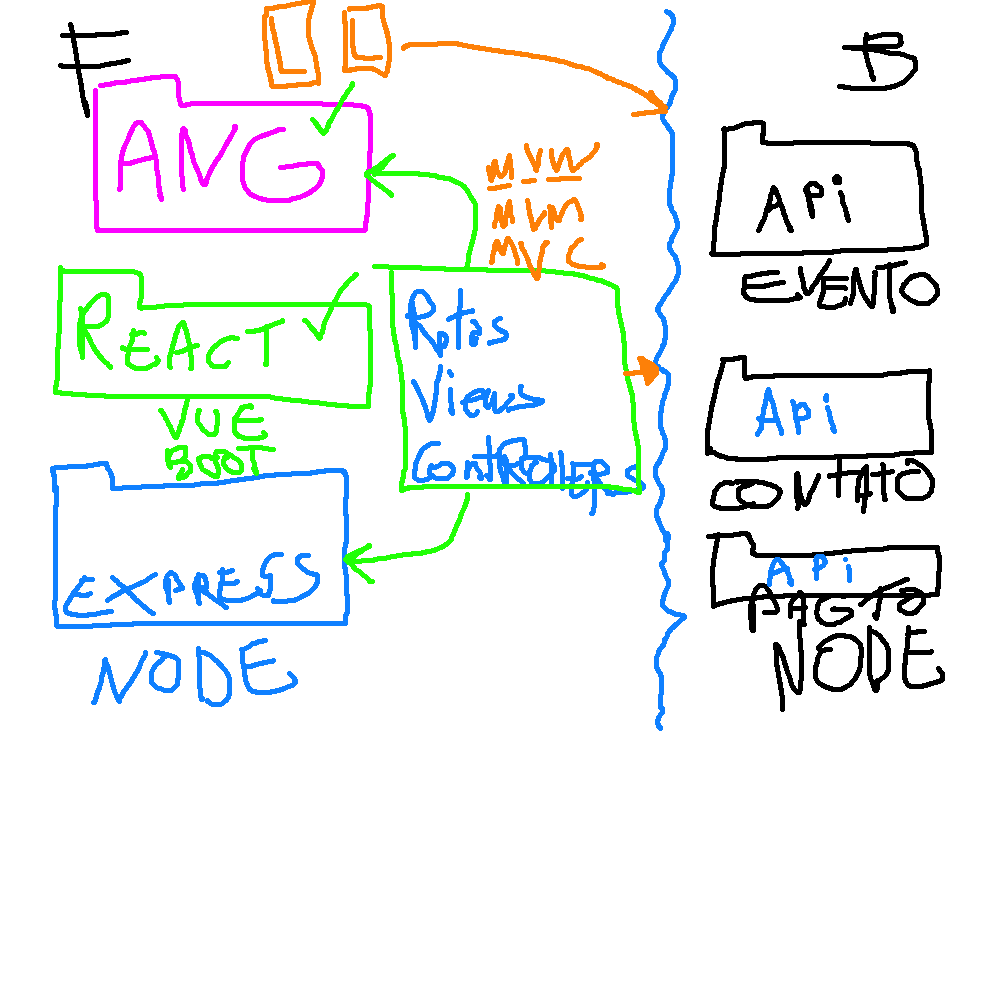 F
B
ANG
MVW
MVM
MVC
REACT
VUE
BOOT
Rotas
Views
CONTROllERS
EXPRESS
NODE
APi
EVENTO
APi
CONTATO
APi
PAGTO
NODE